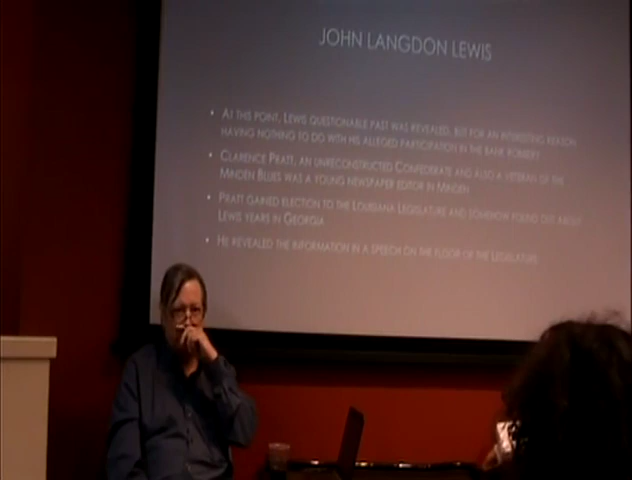 JOHN LANGDON LEWIS
• AT THIS POINT, LEWIS QUESTIONABLE PAST WAS REVEALED, BUT FOR AN INTERESTING REASON
HAVING NOTHING TO DO WITH HIS ALLEGED PARTICIPATION IN THE BANK ROBBERY
• CLARENCE PRATT, AN UNRECONSTRUCTED CONFEDERATE AND ALSO A VETERAN OF THE
MINDEN BLUES WAS A YOUNG NEWSPAPER EDITOR IN MINDEN
• PRATT GAINED ELECTION TO THE LOUISIANA LEGISLATURE AND SOMEHOW FOUND OUT ABOUT
LEWIS YEARS IN GEORGIA
• HE REVEALED THE INFORMATION IN A SPEECH ON THE FLOOR OF THE LEGISLATURE